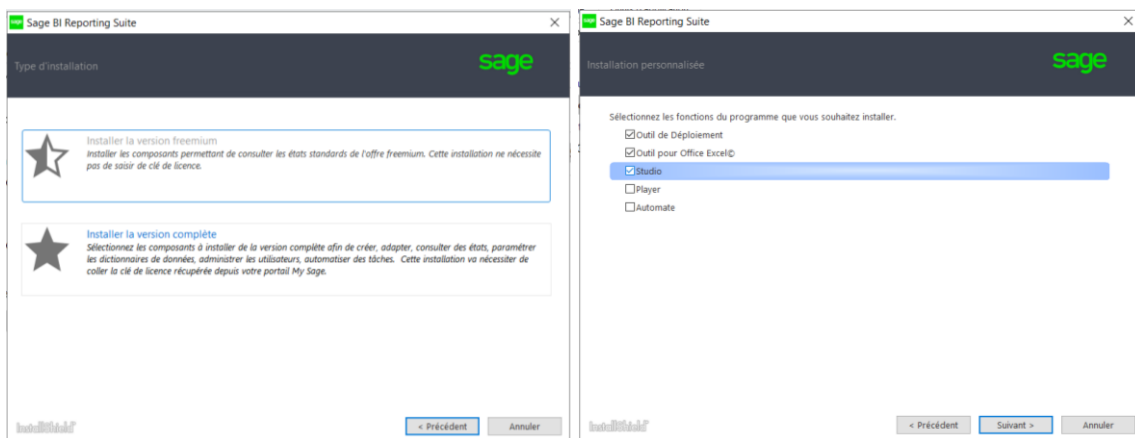 Sage BI Reporting Suite
Type d'installation
sage
Installer la version freemium
Installer les composants permettant de consulter les états standards de l'offre freemium. Cette installation ne nécessite
pas de saisir de clé de licence.
Installer la version complète
Sélectionnez les composants à installer de la version complète afin de créer, adapter, consulter des états, paramétrer
les dictionnaires de données, administrer les utilisateurs, automatiser des tâches. Cette installation va nécessiter de
coller la clé de licence récupérée depuis votre portail My Sage.
InstallShield
< Précédent
Annuler
Sage BI Reporting Suite
Installation personnalisée
sage
Sélectionnez les fonctions du programme que vous souhaitez installer.
Outil de Déploiement
Outil pour Office Excel©
Studio
Player
Automate
InstallShield
< Précédent
Suivant >
Annuler